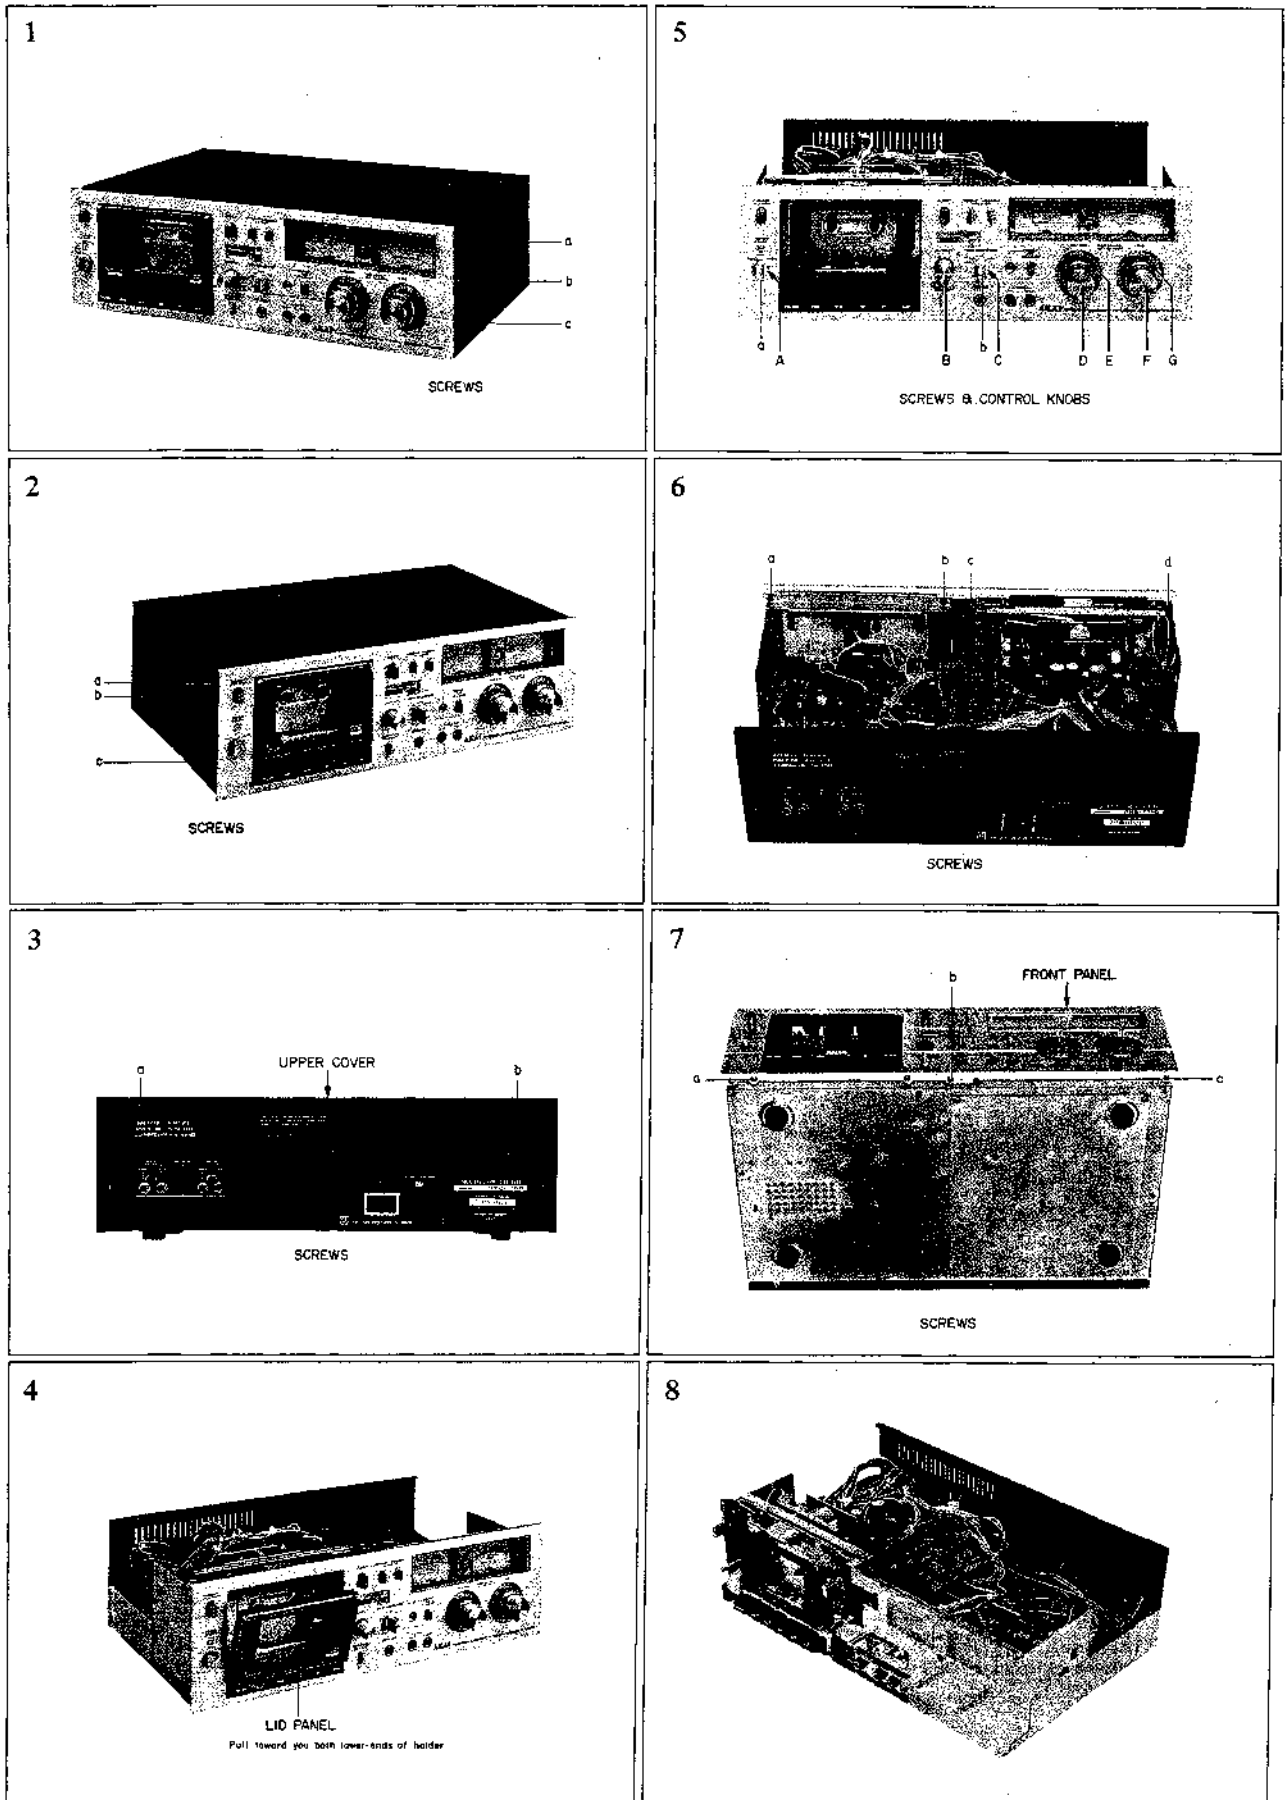 1
a
b
c
SCREWS
2
a
b
c
SCREWS
3
a
UPPER COVER
b
SCREWS
4
LID PANEL
Pull toward you both lower-ends of holder
5
a
A
B
b
C
D
E
F
G
SCREWS & CONTROL KNOBS
6
a
b
c
d
SCREWS
7
b
FRONT PANEL
a
c
SCREWS
8